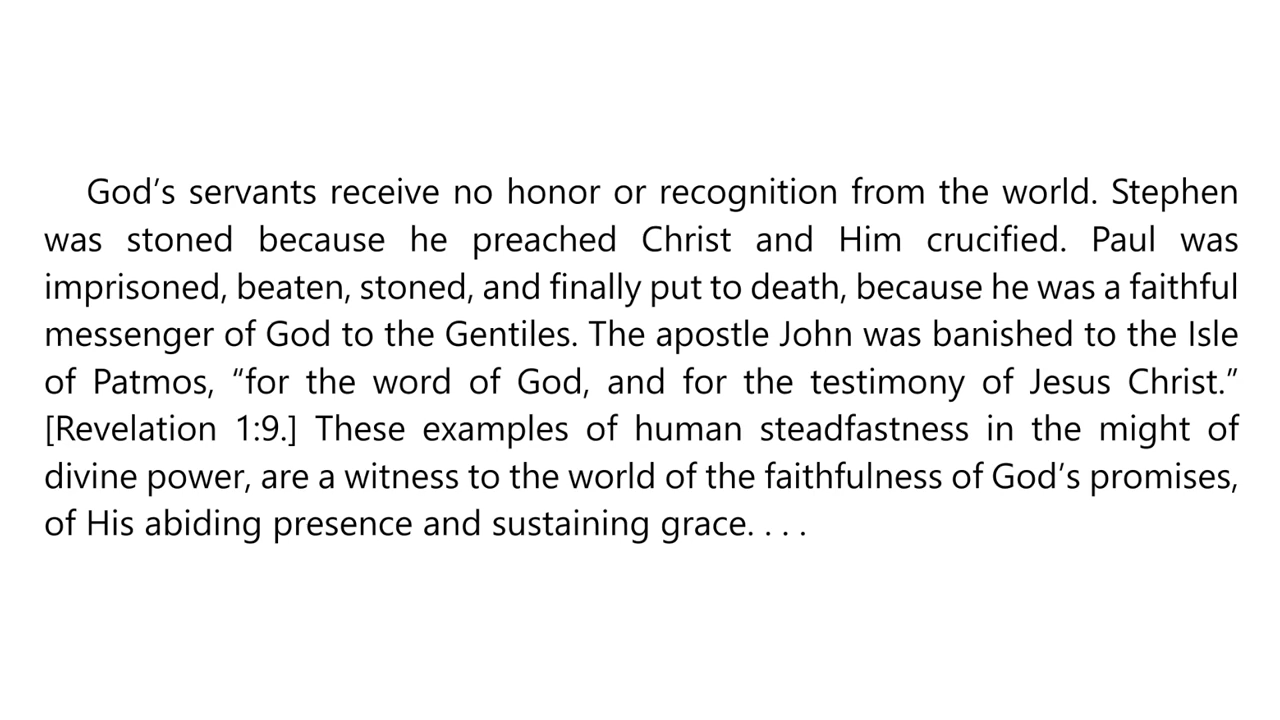 God’s servants receive no honor or recognition from the world. Stephen
was stoned because he preached Christ and Him crucified. Paul was
imprisoned, beaten, stoned, and finally put to death, because he was a faithful
messenger of God to the Gentiles. The apostle John was banished to the Isle
of Patmos, “for the word of God, and for the testimony of Jesus Christ.”
[Revelation 1:9.] These examples of human steadfastness in the might of
divine power, are a witness to the world of the faithfulness of God’s promises,
of His abiding presence and sustaining grace. . . .